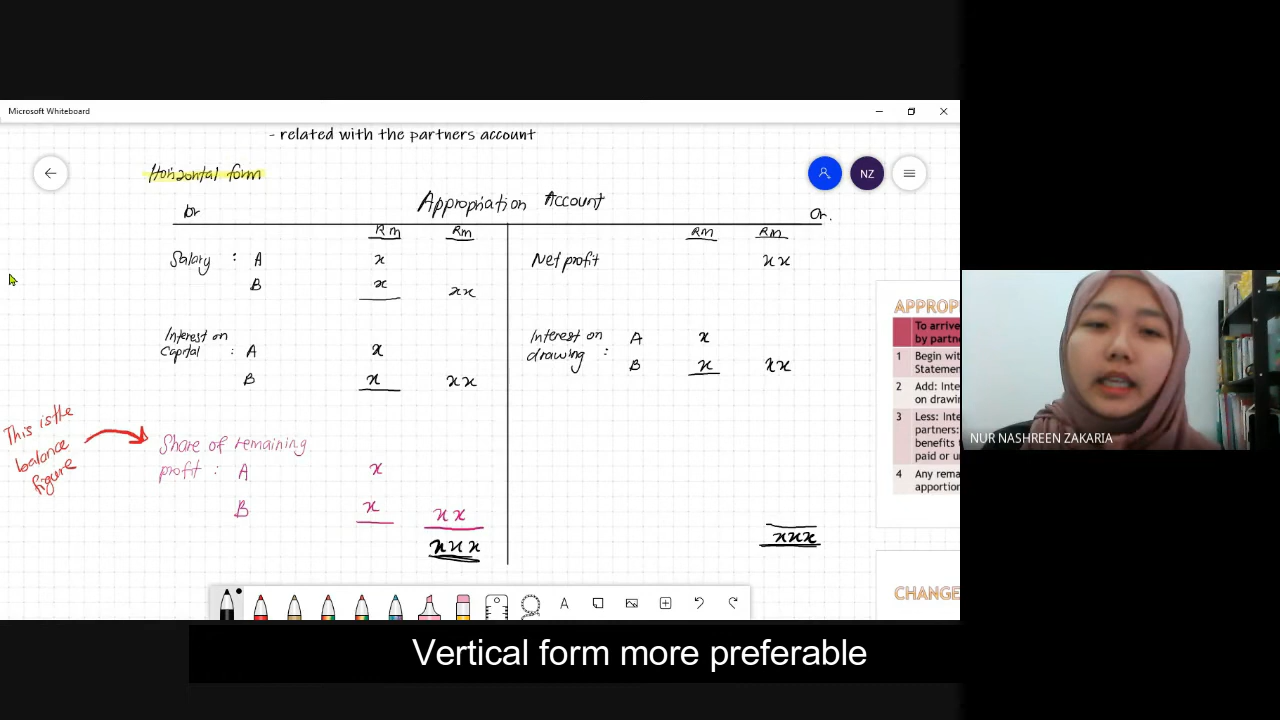 Microsoft Whiteboard
- related with the partners account
Horizontal form
NZ
Appropriation Account
Dr
Cr.
Rm Rm
Rm Rm
Salary : A x
B x xx
Net profit xx
Interest on
Capital : A x
B x xx
Interest on
drawing : A x
B x xx
This is the
balance
figure
Share of remaining
profit : A x
B x xx
xxx
xxx
APPROP
To arrive
by partn
1 Begin wit
Statemen
2 Add: Inte
on drawin
3 Less: Inte
partners:
benefits
paid or u
4 Any rema
apportion
CHANGE
A
NUR NASHREEN ZAKARIA
Vertical form more preferable